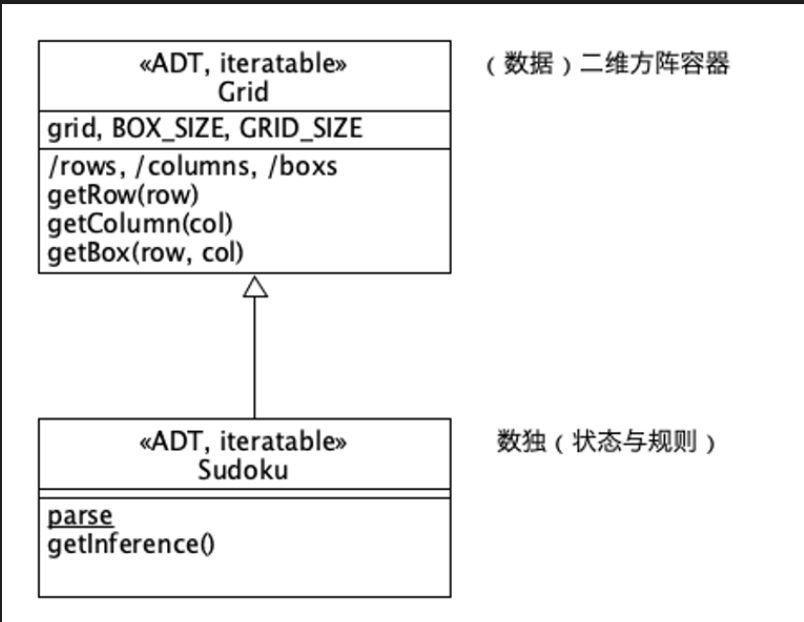 «ADT, iteratable»
Grid
(数据)二维方阵容器
grid, BOX_SIZE, GRID_SIZE
/rows, /columns, /boxs
getRow(row)
getColumn(col)
getBox(row, col)
«ADT, iteratable»
Sudoku
数独(状态与规则)
parse
getInference()